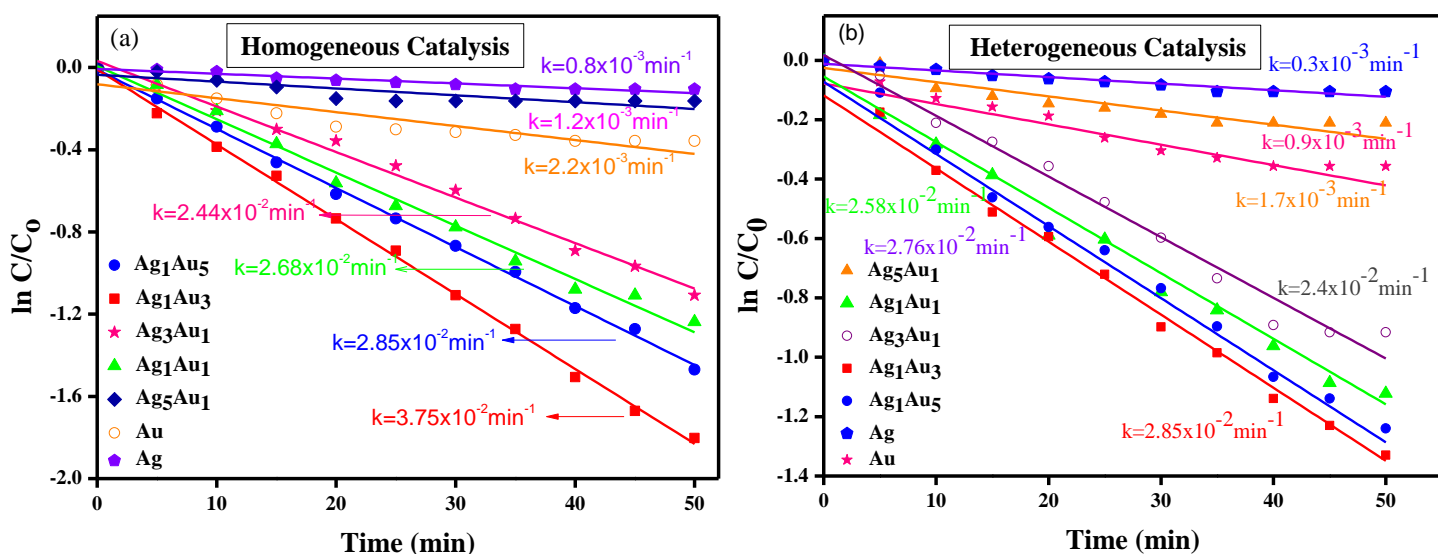 (a)
Homogeneous Catalysis
0.0
-0.4
-0.8
-1.2
-1.6
-2.0
ln C/Cₒ
k=0.8x10⁻³min⁻¹
k=1.2x10⁻³min⁻¹
k=2.2x10⁻³min⁻¹
k=2.44x10⁻²min⁻¹
k=2.68x10⁻²min⁻¹
k=2.85x10⁻²min⁻¹
k=3.75x10⁻²min⁻¹
Ag₁Au₅
Ag₁Au₃
Ag₃Au₁
Ag₁Au₁
Ag₅Au₁
Au
Ag
0 10 20 30 40 50
Time (min)
(b)
Heterogeneous Catalysis
0.0
-0.2
-0.4
-0.6
-0.8
-1.0
-1.2
-1.4
ln C/C₀
k=0.3x10⁻³min⁻¹
k=0.9x10⁻³min⁻¹
k=1.7x10⁻³min⁻¹
k=2.58x10⁻²min⁻¹
k=2.76x10⁻²min⁻¹
k=2.4x10⁻²min⁻¹
k=2.85x10⁻²min⁻¹
Ag₅Au₁
Ag₁Au₁
Ag₃Au₁
Ag₁Au₃
Ag₁Au₅
Ag
Au
0 10 20 30 40 50
Time (min)